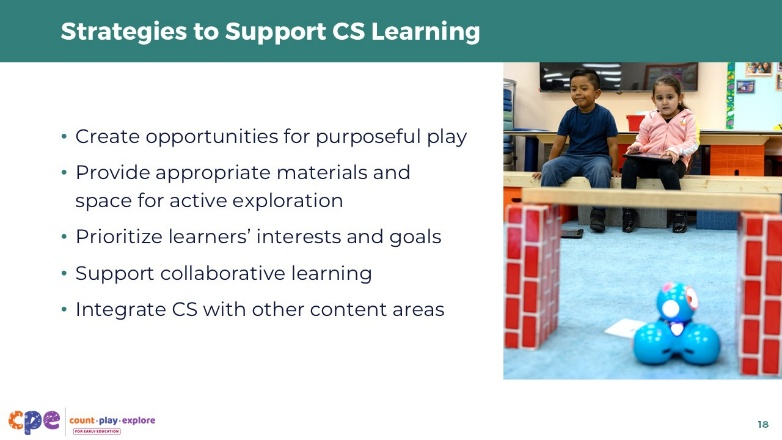 Strategies to Support CS Learning
• Create opportunities for purposeful play
• Provide appropriate materials and
space for active exploration
• Prioritize learners’ interests and goals
• Support collaborative learning
• Integrate CS with other content areas
cpe count·play·explore
FOR EARLY EDUCATION
18